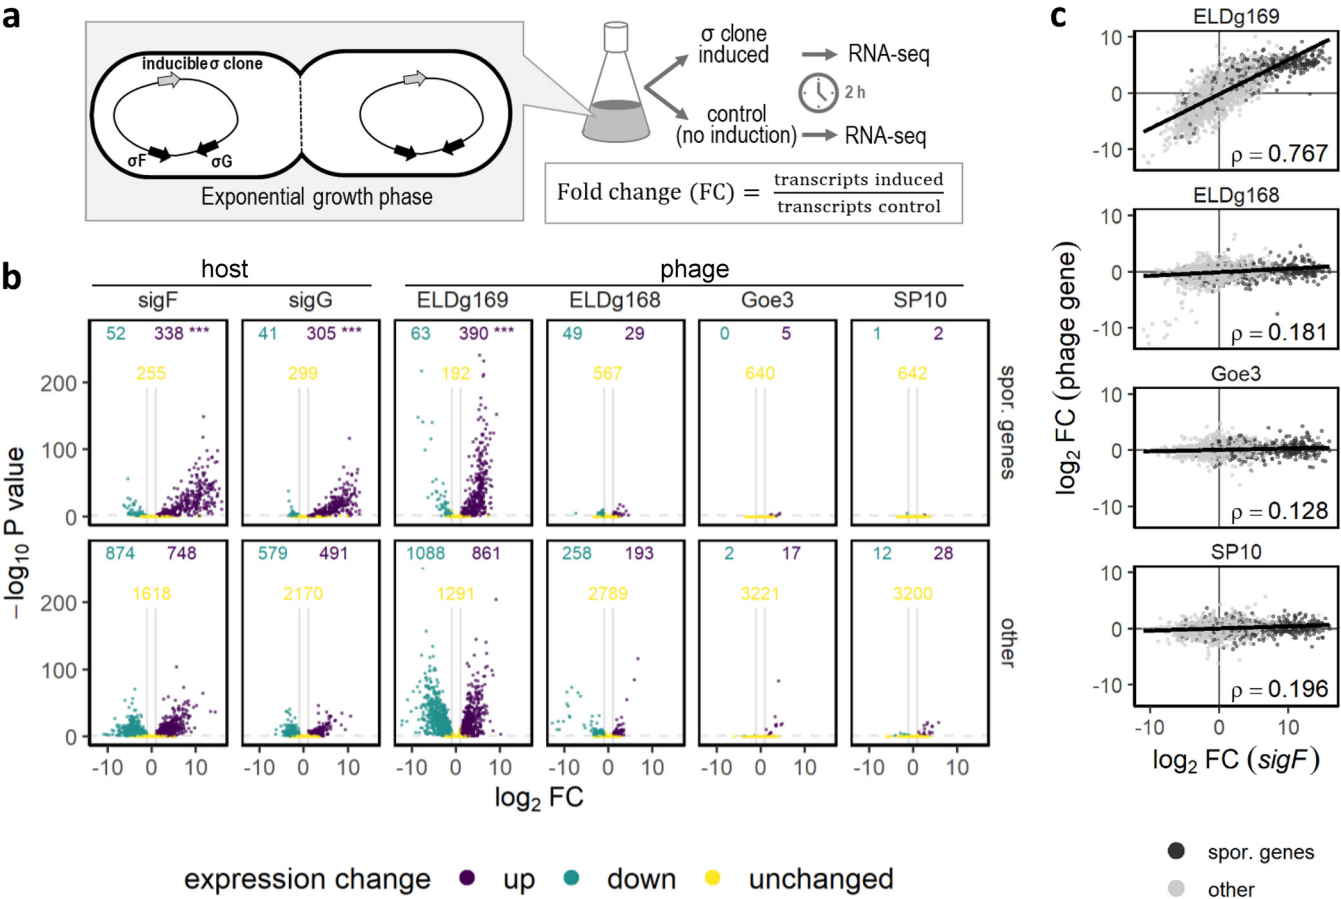 a
inducible σ clone
σF
σG
Exponential growth phase
σ clone
induced
RNA-seq
2 h
control
(no induction)
RNA-seq
Fold change (FC) = transcripts induced
transcripts control
b
host
phage
sigF
sigG
ELDg169
ELDg168
Goe3
SP10
52 338 ***
41 305 ***
63 390 ***
49 29
0 5
1 2
255
299
192
567
640
642
200
100
0
spor. genes
874 748
579 491
1088 861
258 193
2 17
12 28
1618
2170
1291
2789
3221
3200
200
100
0
other
−log10 P value
-10 0 10
-10 0 10
-10 0 10
-10 0 10
-10 0 10
-10 0 10
log2 FC
expression change up down unchanged
c
ELDg169
10
0
-10
ρ = 0.767
ELDg168
10
0
-10
ρ = 0.181
Goe3
10
0
-10
ρ = 0.128
SP10
10
0
-10
ρ = 0.196
-10 0 10
log2 FC (phage gene)
log2 FC (sigF)
spor. genes
other